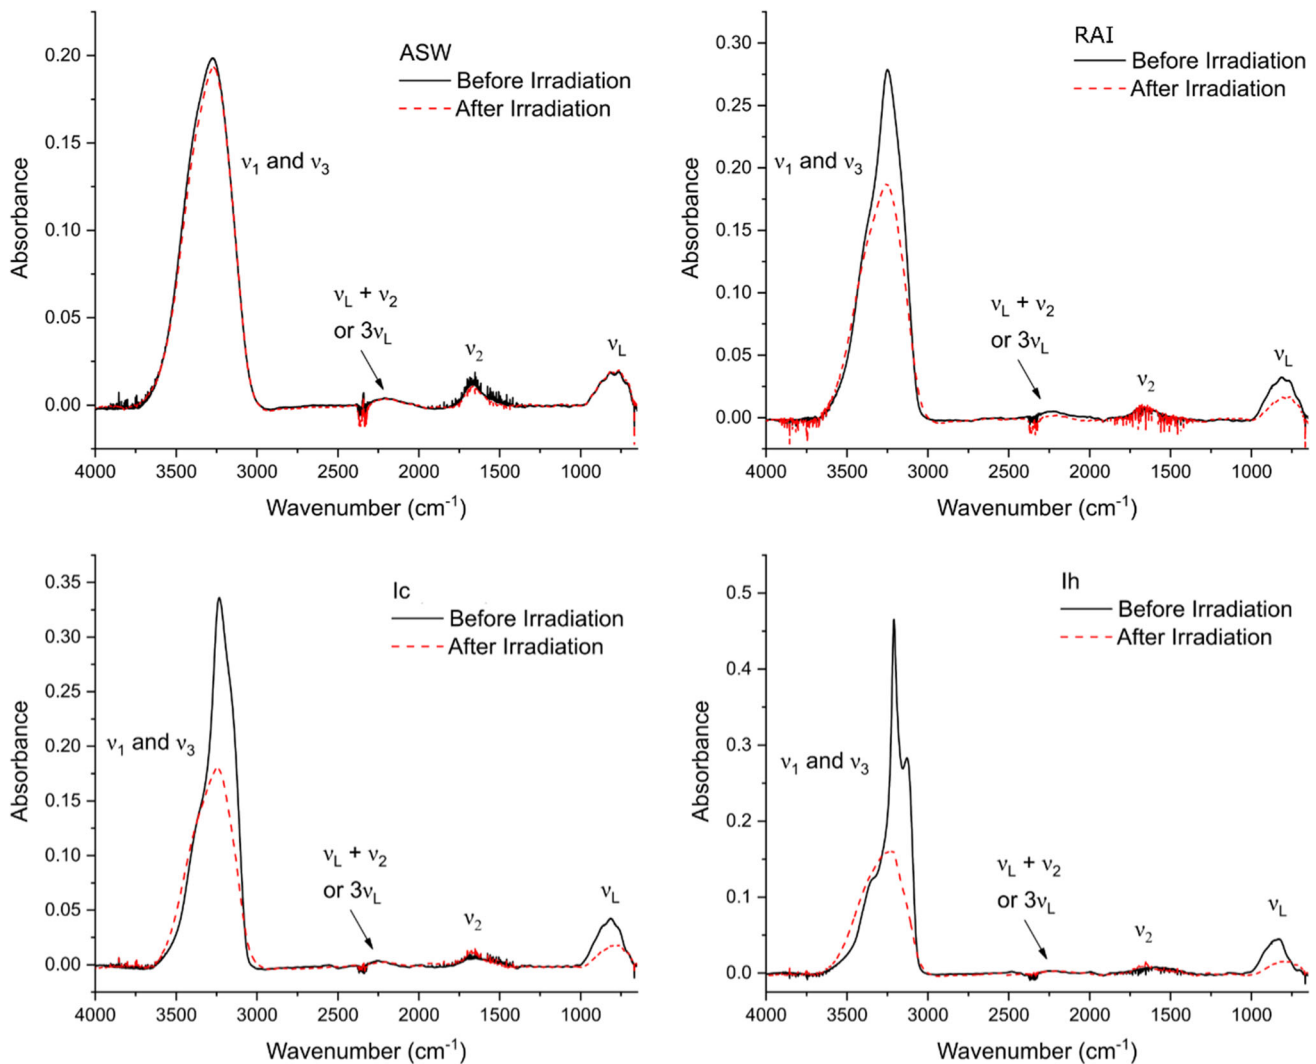 ASW
Before Irradiation
After Irradiation
ν1 and ν3
νL + ν2
or 3νL
ν2
νL
0.20
0.15
0.10
0.05
0.00
Absorbance
4000 3500 3000 2500 2000 1500 1000
Wavenumber (cm-1)
RAI
Before Irradiation
After Irradiation
ν1 and ν3
νL + ν2
or 3νL
ν2
νL
0.30
0.25
0.20
0.15
0.10
0.05
0.00
Absorbance
4000 3500 3000 2500 2000 1500 1000
Wavenumber (cm-1)
Ic
Before Irradiation
After Irradiation
ν1 and ν3
νL + ν2
or 3νL
ν2
νL
0.35
0.30
0.25
0.20
0.15
0.10
0.05
0.00
Absorbance
4000 3500 3000 2500 2000 1500 1000
Wavenumber (cm-1)
Ih
Before Irradiation
After Irradiation
ν1 and ν3
νL + ν2
or 3νL
ν2
νL
0.5
0.4
0.3
0.2
0.1
0.0
Absorbance
4000 3500 3000 2500 2000 1500 1000
Wavenumber (cm-1)